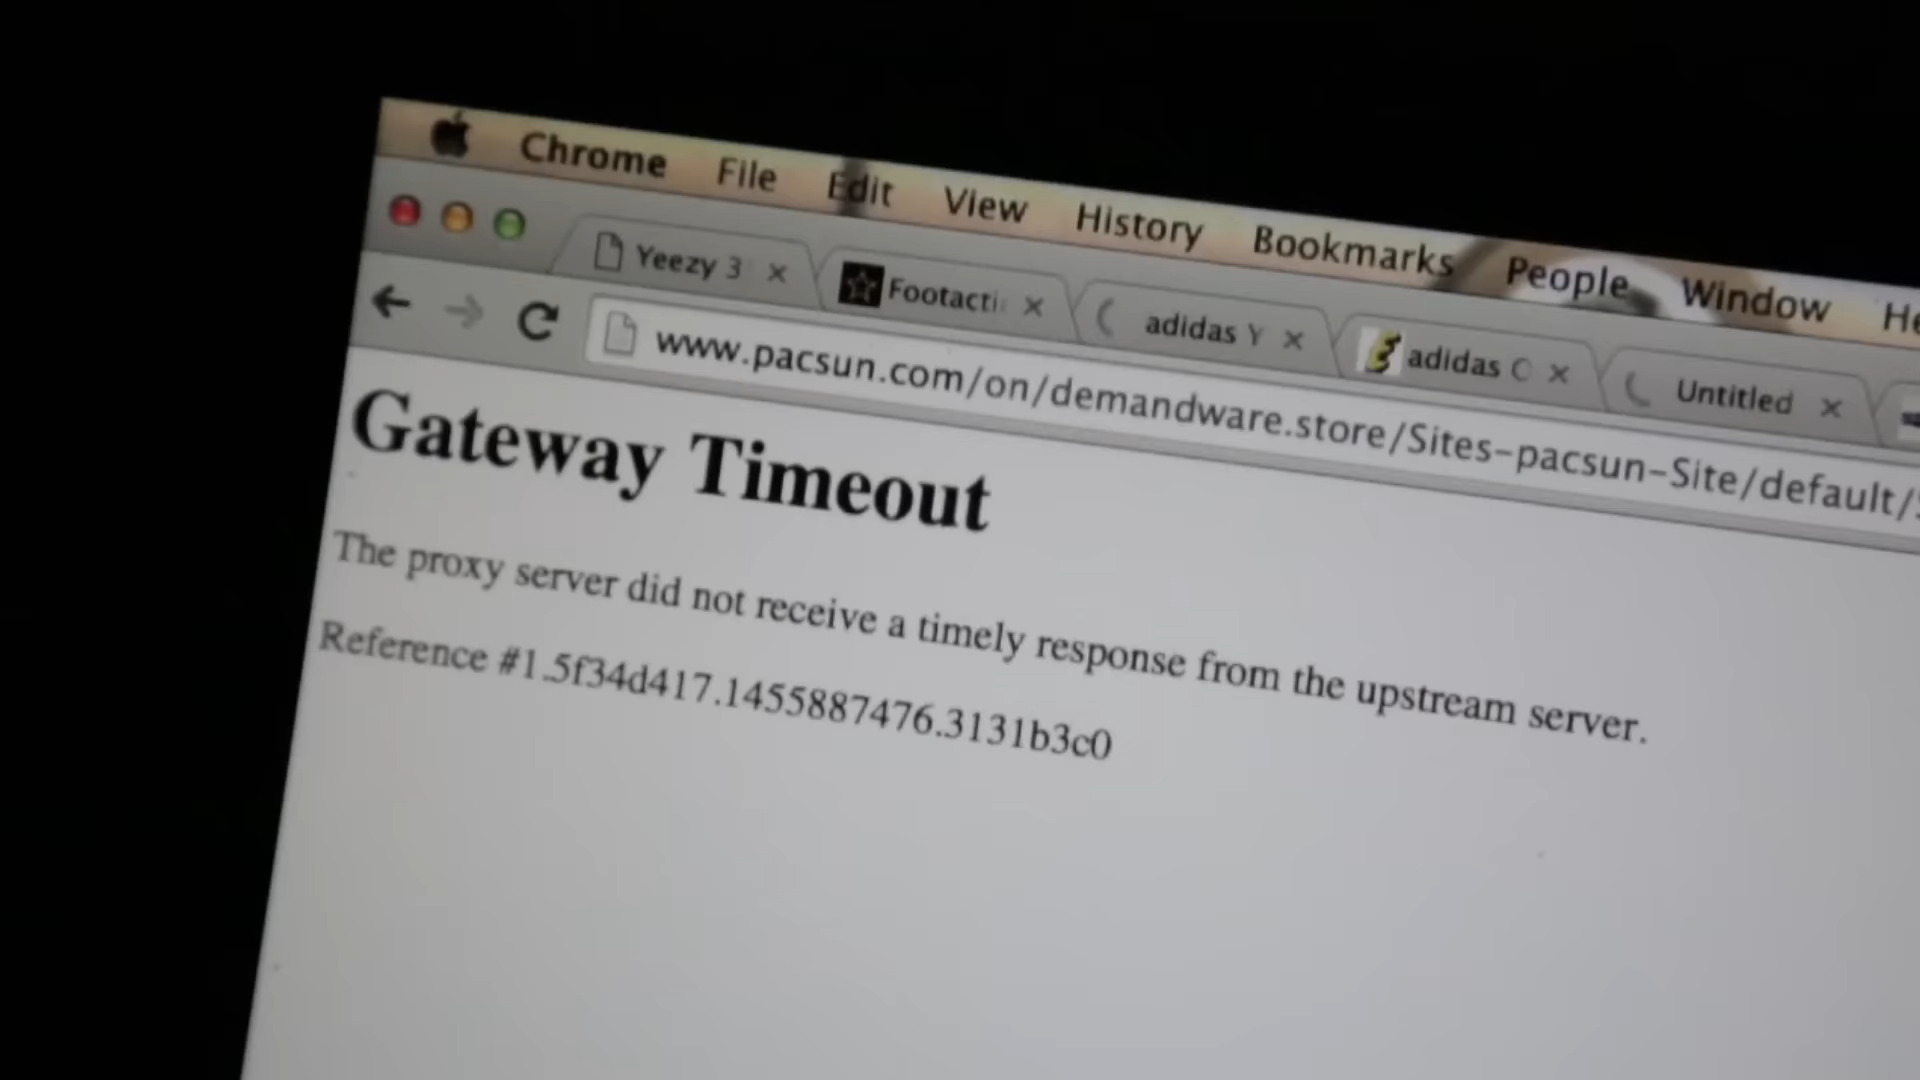 Chrome File Edit View History Bookmarks People Window He
Yeezy 3 Footacti adidas Y adidas C Untitled
www.pacsun.com/on/demandware.store/Sites-pacsun-Site/default/
Gateway Timeout
The proxy server did not receive a timely response from the upstream server.
Reference #1.5f34d417.1455887476.3131b3c0